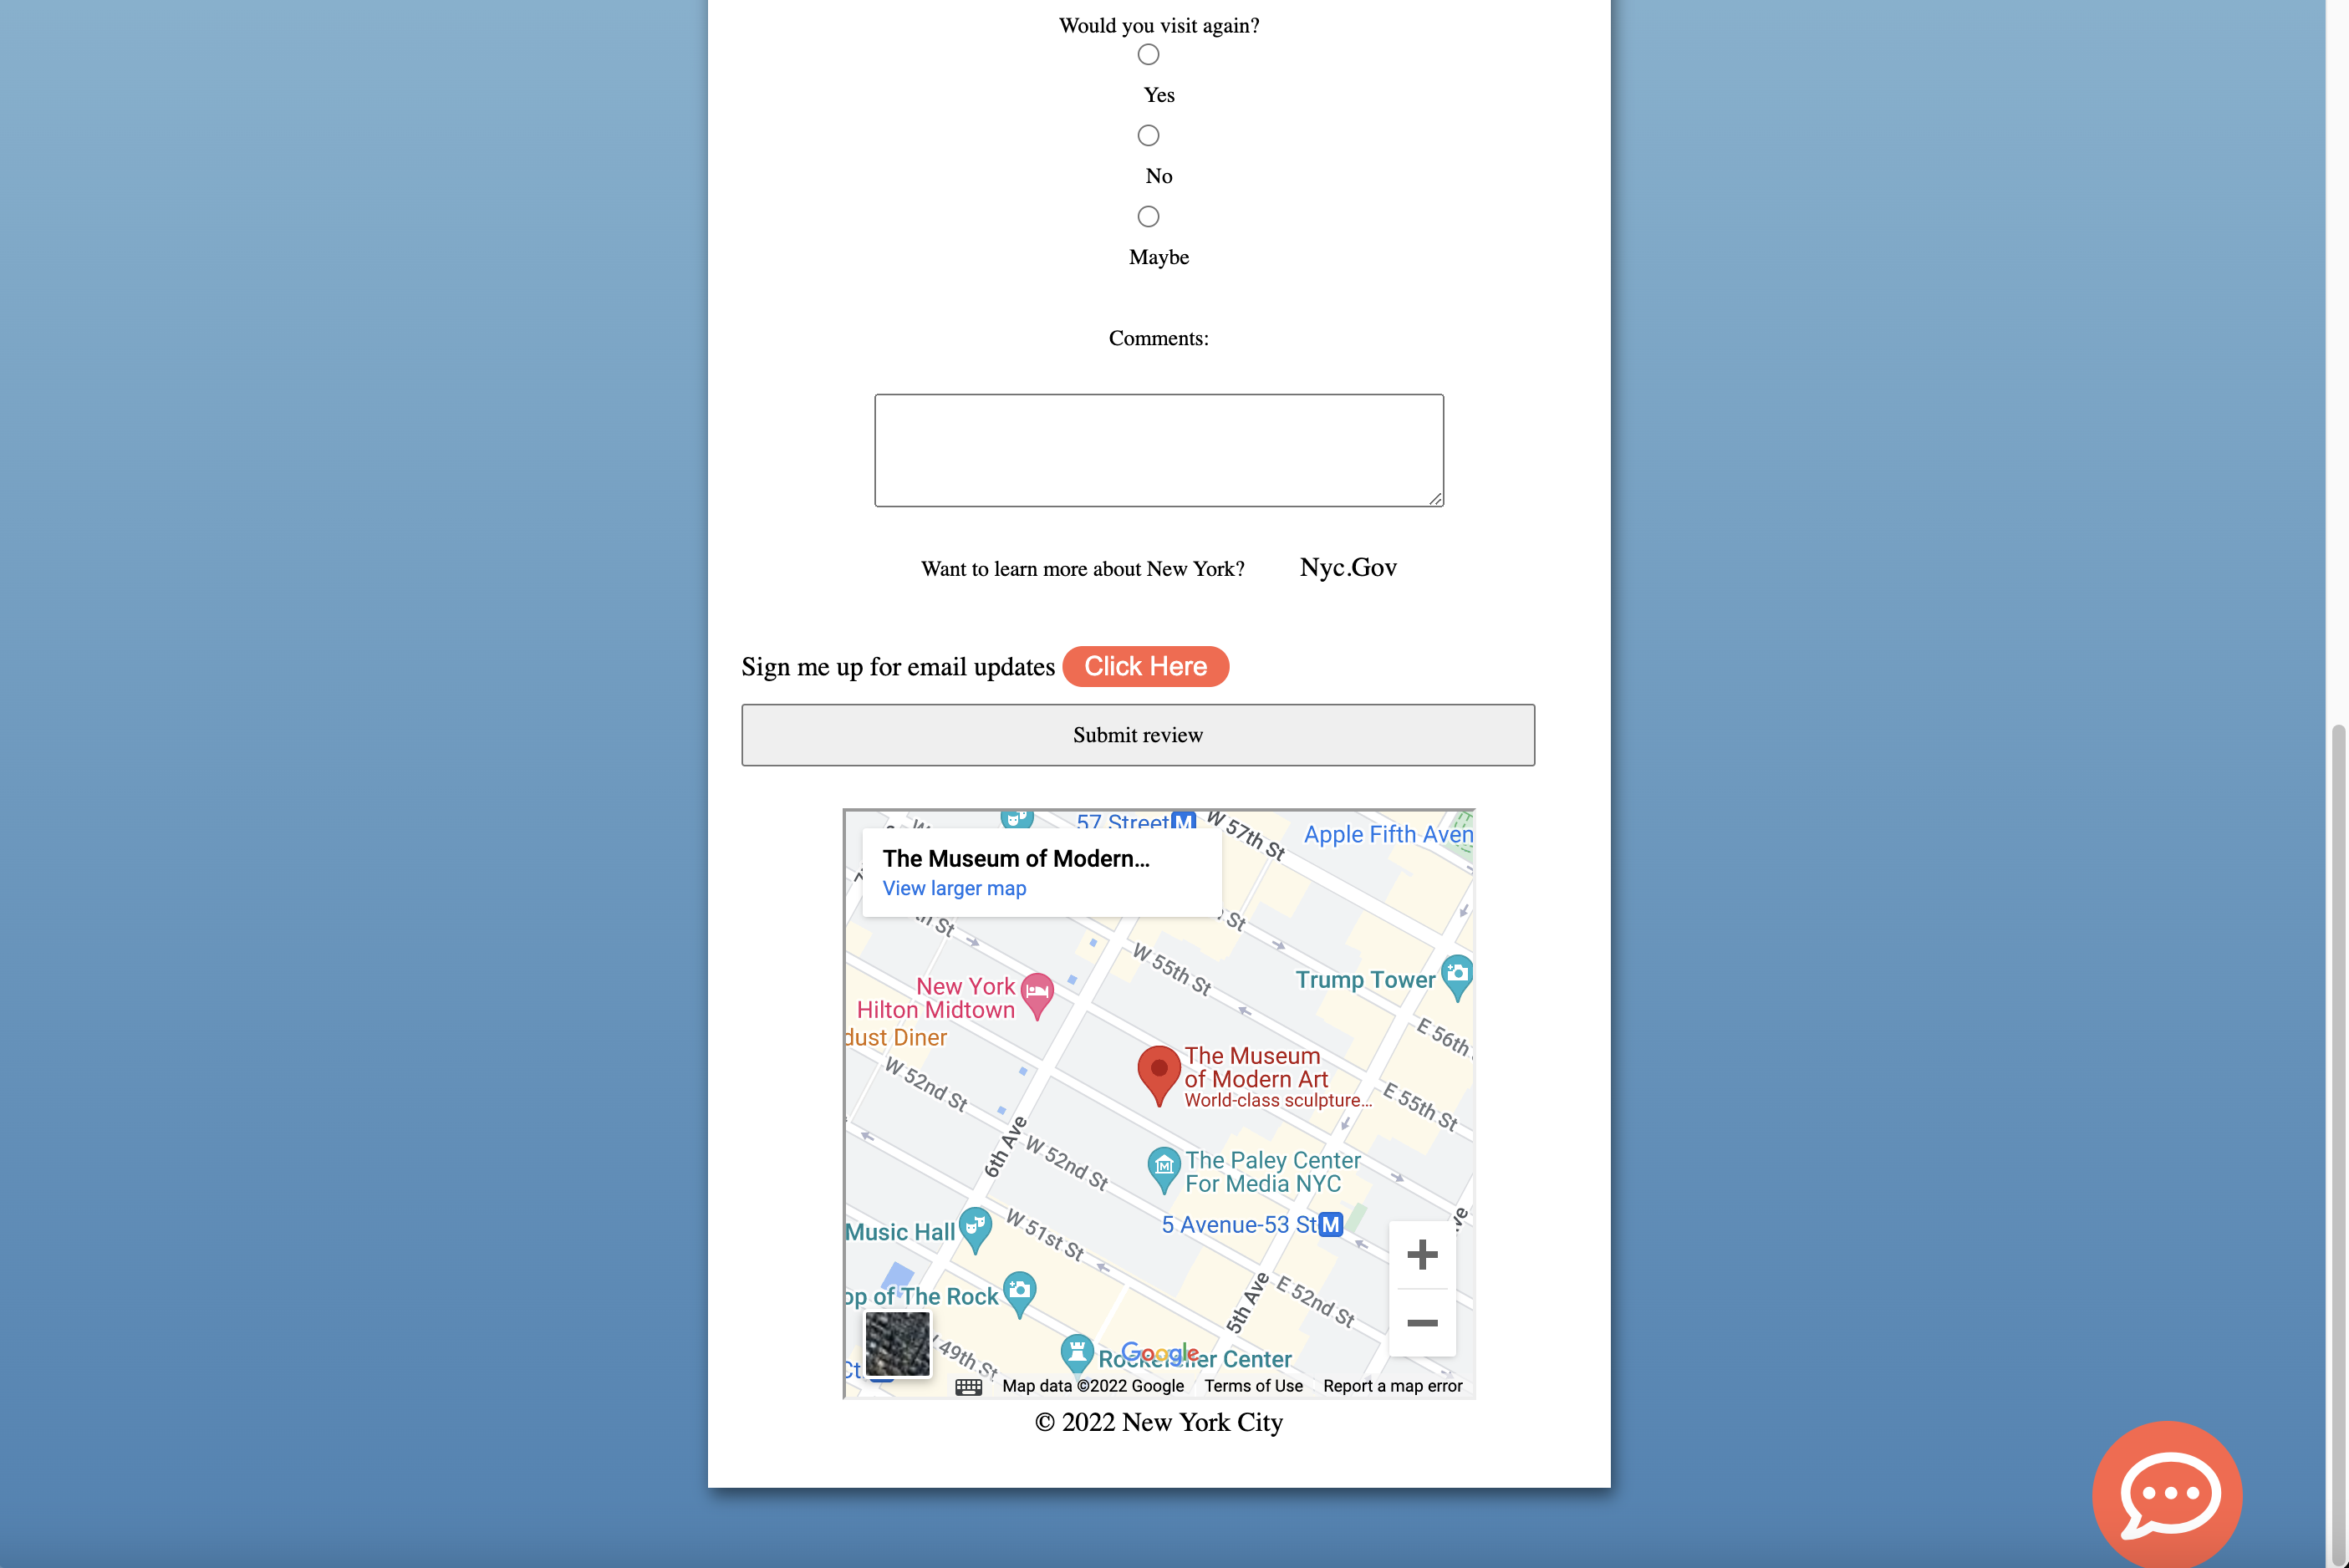 Would you visit again?
Yes
No
Maybe
Comments:
Want to learn more about New York? Nyc.Gov
Sign me up for email updates Click Here
Submit review
57 Street M
W 57th St
Apple Fifth Aven
The Museum of Modern...
View larger map
St
St
W 55th St
Trump Tower
New York
Hilton Midtown
dust Diner
E 56th
The Museum
of Modern Art
World-class sculpture...
W 52nd St
E 55th St
6th Ave
W 52nd St
The Paley Center
For Media NYC
5 Avenue-53 St M
Music Hall
W 51st St
op of The Rock
5th Ave
E 52nd St
49th St
Google
Center
Map data ©2022 Google Terms of Use Report a map error
© 2022 New York City